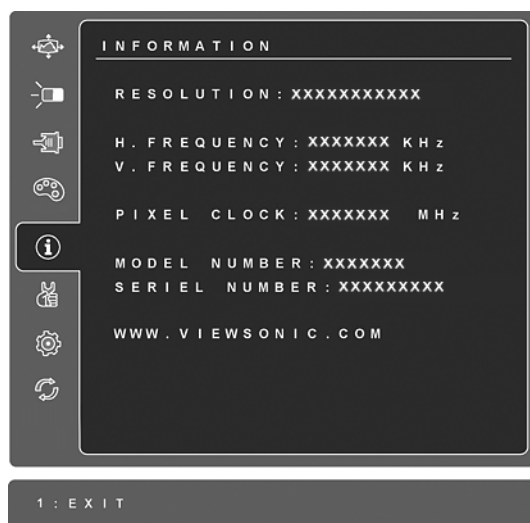 INFORMATION
RESOLUTION: XXXXXXXXXXX
H. FREQUENCY: XXXXXXX KHz
V. FREQUENCY: XXXXXXX KHz
PIXEL CLOCK: XXXXXXX MHz
MODEL NUMBER: XXXXXXX
SERIEL NUMBER: XXXXXXXXX
WWW.VIEWSONIC.COM
1: EXIT